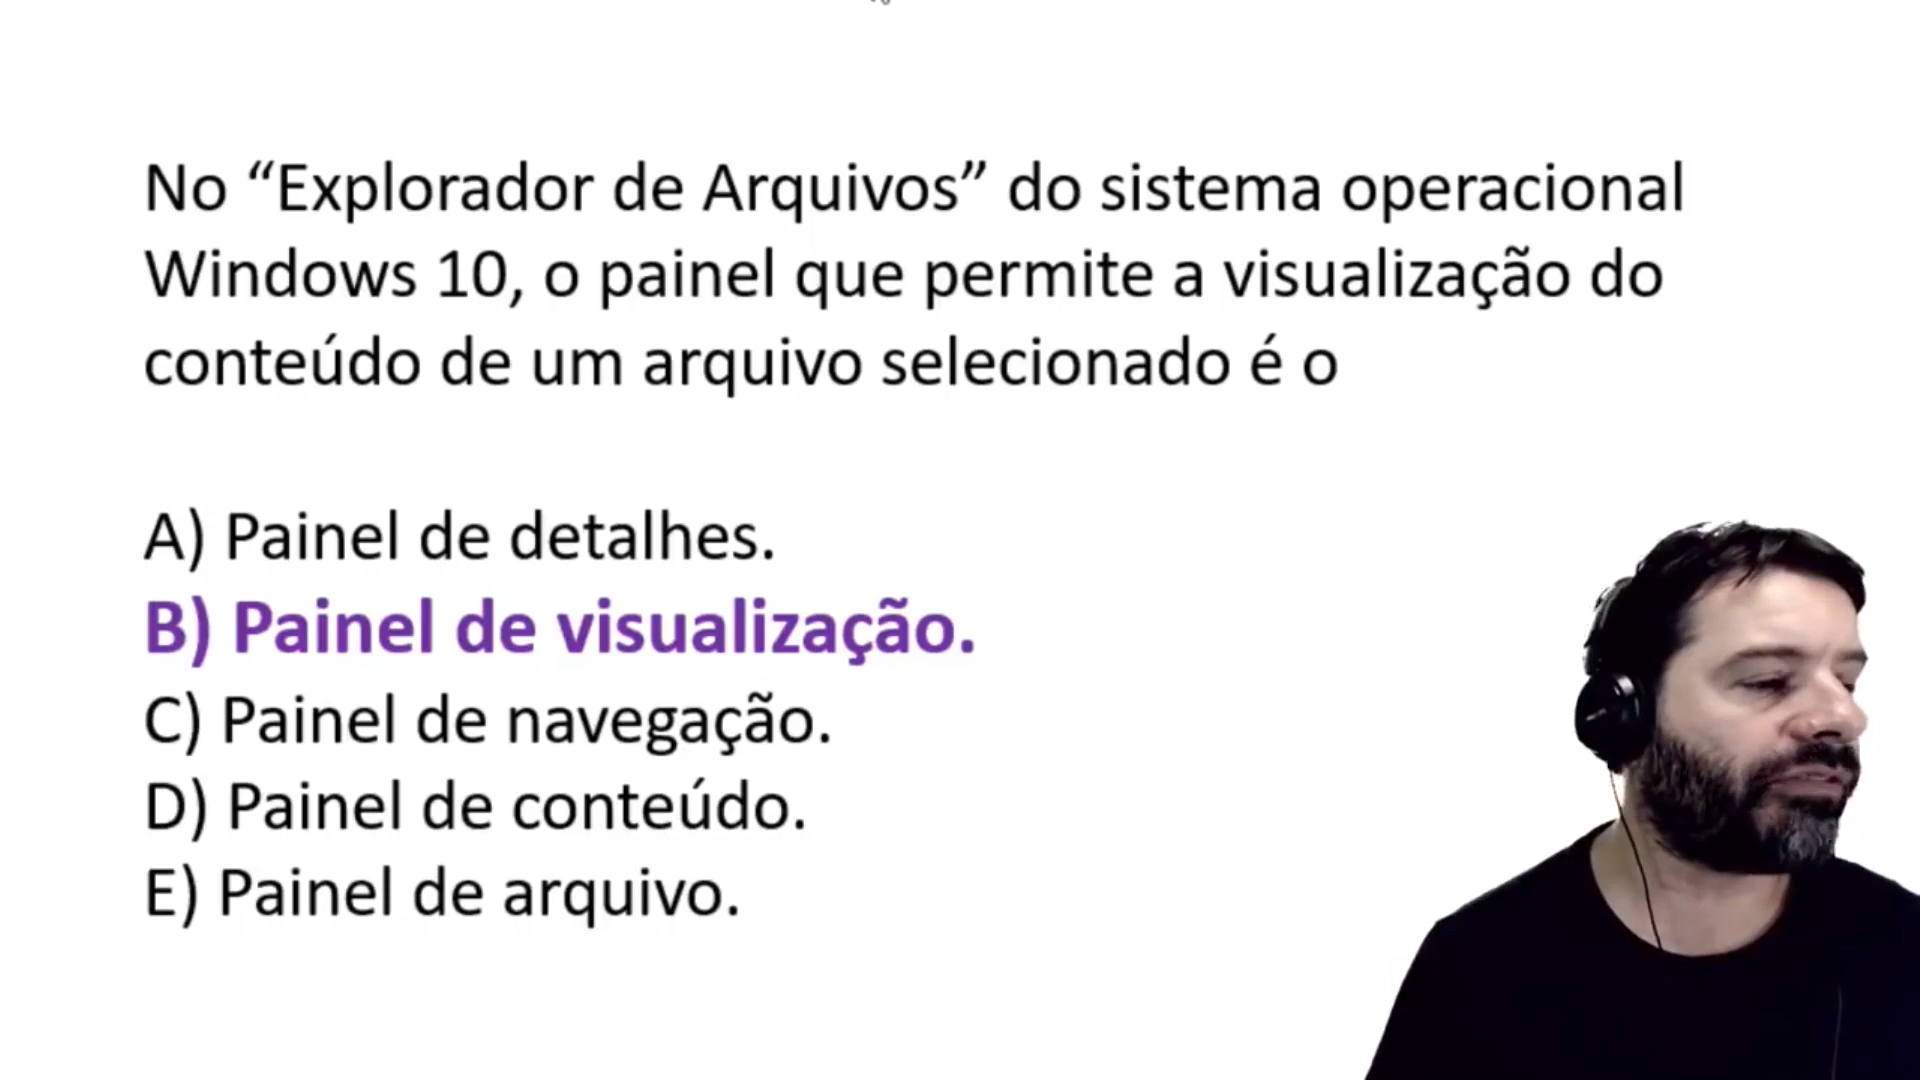 No “Explorador de Arquivos” do sistema operacional
Windows 10, o painel que permite a visualização do
conteúdo de um arquivo selecionado é o
A) Painel de detalhes.
B) Painel de visualização.
C) Painel de navegação.
D) Painel de conteúdo.
E) Painel de arquivo.